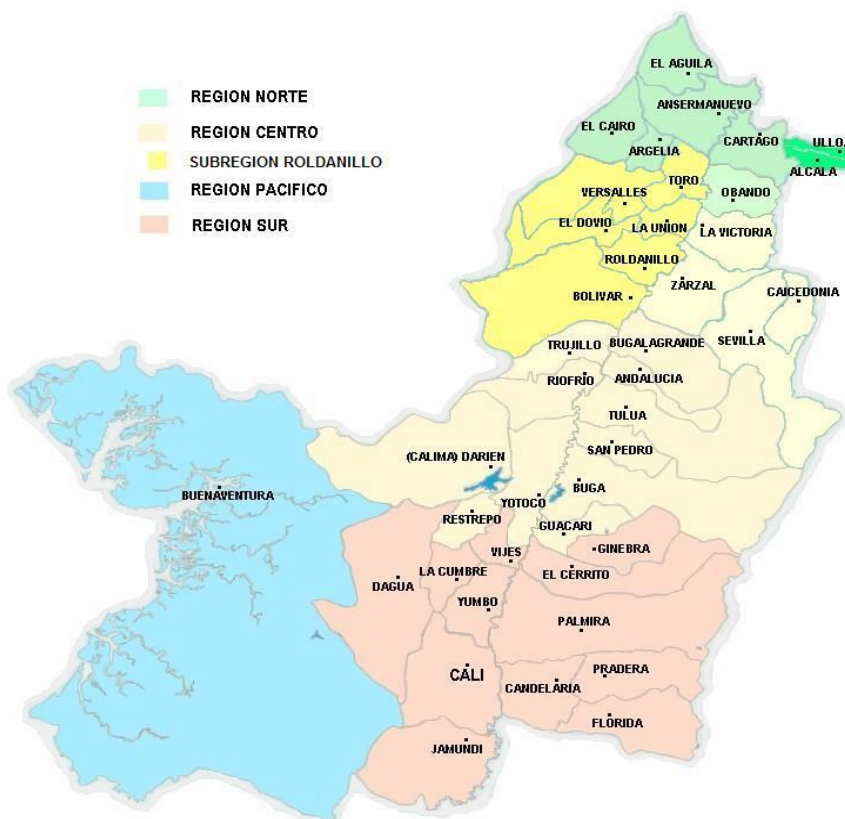 EL AGUILA
REGION NORTE
ANSERMANUEVO
REGION CENTRO
EL CAIRO
CARTAGO
ULLO
SUBREGION ROLDANILLO
ARGELIA
ALCALA
TORO
REGION PACIFICO
VERSALLES
OBANDO
REGION SUR
EL DOVIO
LA UNION
LA VICTORIA
ROLDANILLO
ZARZAL
BOLIVAR
CAICEDONIA
TRUJILLO
BUGALAGRANDE
SEVILLA
RIOFRIO
ANDALUCIA
TULUA
SAN PEDRO
(CALIMA) DARIEN
BUGA
BUENAVENTURA
YOTOCO
RESTREPO
GUACARI
VIJES
GINEBRA
LA CUMBRE
EL CERRITO
DAGUA
YUMBO
PALMIRA
CALI
PRADERA
CANDELARIA
FLORIDA
JAMUNDI